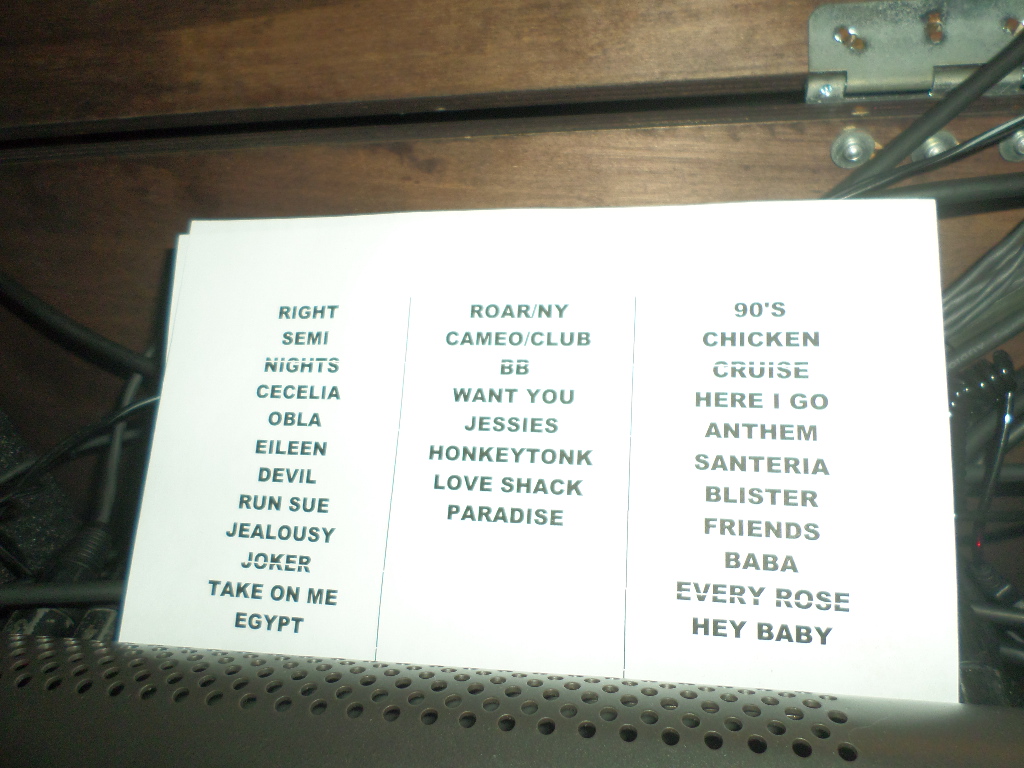 RIGHT
SEMI
NIGHTS
CECELIA
OBLA
EILEEN
DEVIL
RUN SUE
JEALOUSY
JOKER
TAKE ON ME
EGYPT
ROAR/NY
CAMEO/CLUB
BB
WANT YOU
JESSIES
HONKEYTONK
LOVE SHACK
PARADISE
90'S
CHICKEN
CRUISE
HERE I GO
ANTHEM
SANTERIA
BLISTER
FRIENDS
BABA
EVERY ROSE
HEY BABY